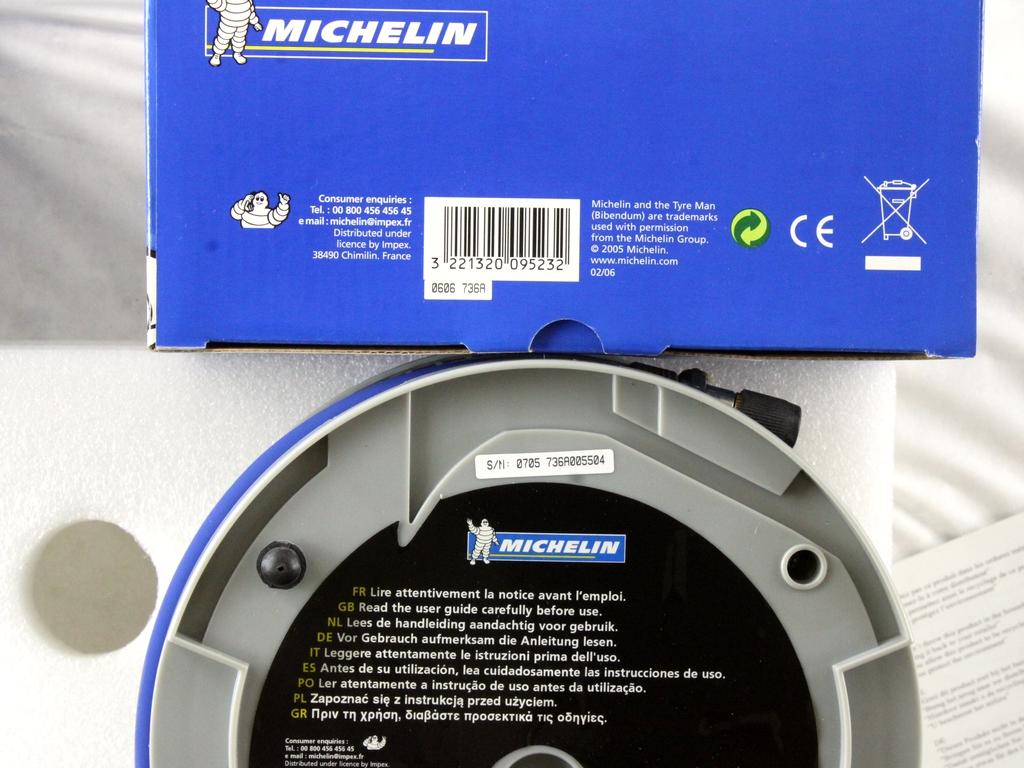 MICHELIN
Consumer enquiries :
Tel. : 00 800 456 456 45
e mail : michelin@impex.fr
Distributed under
licence by Impex.
38490 Chimilin. France
3 221320 095232
0606 736A
Michelin and the Tyre Man
(Bibendum) are trademarks
used with permission
from the Michelin Group.
© 2005 Michelin.
www.michelin.com
02/06
CE
S/N: 0705 736A005504
MICHELIN
FR Lire attentivement la notice avant l'emploi.
GB Read the user guide carefully before use.
NL Lees de handleiding aandachtig voor gebruik.
DE Vor Gebrauch aufmerksam die Anleitung lesen.
IT Leggere attentamente le istruzioni prima dell'uso.
ES Antes de su utilización, lea cuidadosamente las instrucciones de uso.
PO Ler atentamente a instrução de uso antes da utilização.
PL Zapoznać się z instrukcją przed użyciem.
GR Πριν τη χρήση, διαβάστε προσεκτικά τις οδηγίες.
Consumer enquiries :
Tel. : 00 800 456 456 45
e mail : michelin@impex.fr
Distributed under licence by Impex.